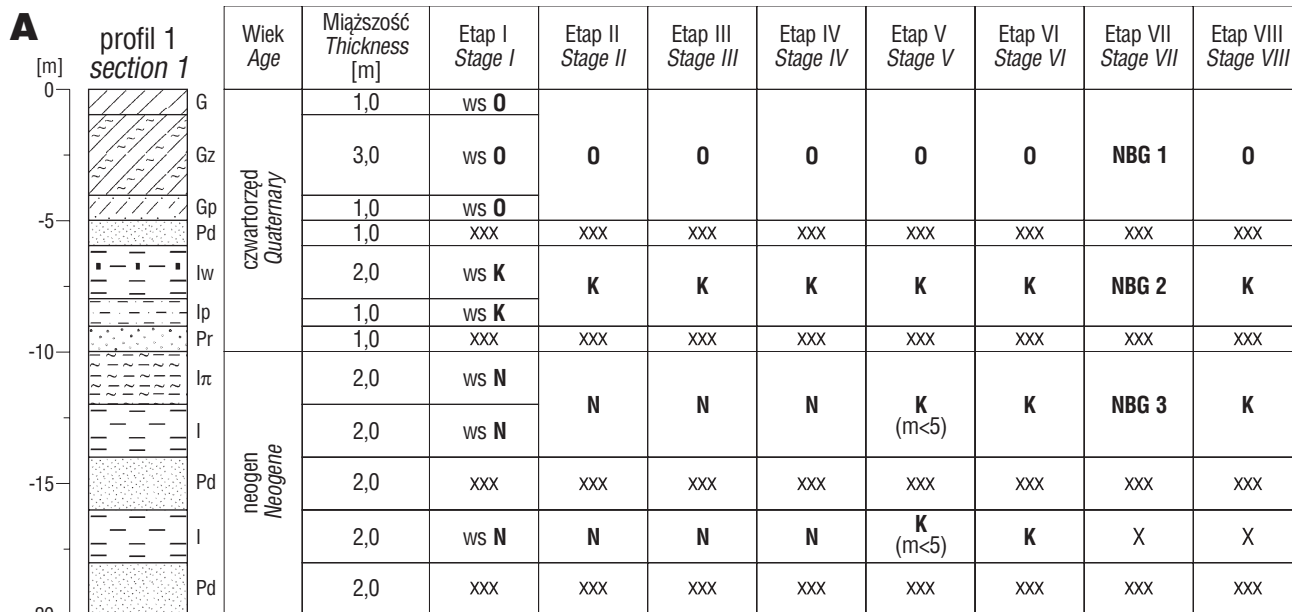 A
profil 1
section 1
[m]
Wiek
Age
Miąższość
Thickness
[m]
Etap I
Stage I
Etap II
Stage II
Etap III
Stage III
Etap IV
Stage IV
Etap V
Stage V
Etap VI
Stage VI
Etap VII
Stage VII
Etap VIII
Stage VIII
0
-5
-10
-15
czwartorzęd
Quaternary
neogen
Neogene
G 1,0 ws O
Gz 3,0 ws O O O O O O NBG 1 O
Gp 1,0 ws O
Pd 1,0 XXX XXX XXX XXX XXX XXX XXX XXX
Iw 2,0 ws K
K K K K K NBG 2 K
Ip 1,0 ws K
Pr 1,0 XXX XXX XXX XXX XXX XXX XXX XXX
Iπ 2,0 ws N
N N N K K NBG 3 K
(m<5)
I 2,0 ws N
Pd 2,0 XXX XXX XXX XXX XXX XXX XXX XXX
I 2,0 ws N N N N K K X X
(m<5)
Pd 2,0 XXX XXX XXX XXX XXX XXX XXX XXX